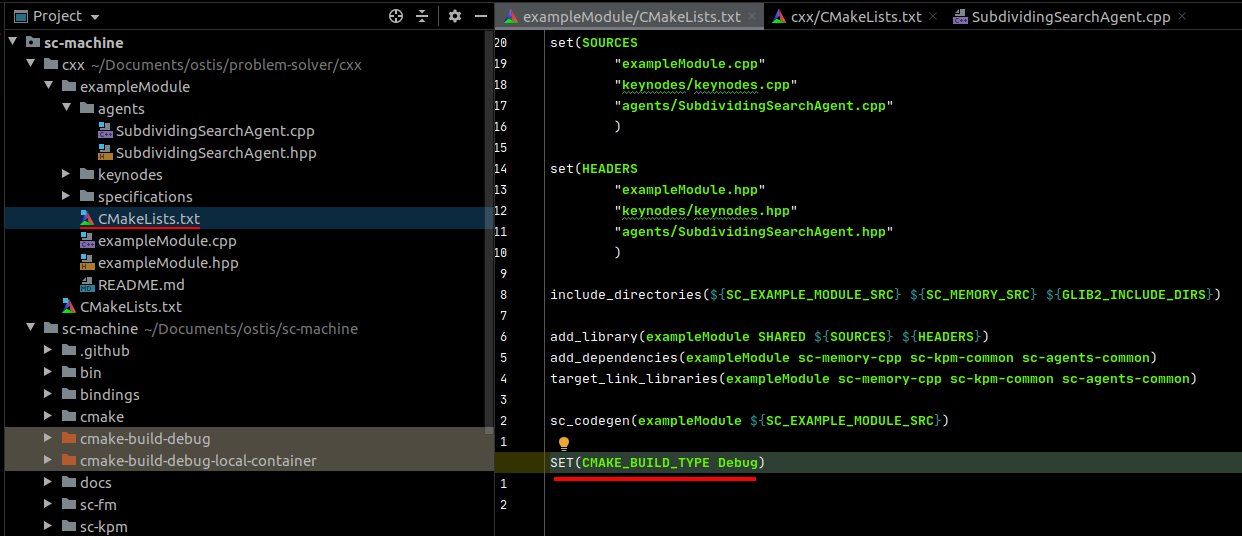 Project
sc-machine
cxx ~/Documents/ostis/problem-solver/cxx
exampleModule
agents
SubdividingSearchAgent.cpp
SubdividingSearchAgent.hpp
keynodes
specifications
CMakeLists.txt
exampleModule.cpp
exampleModule.hpp
README.md
CMakeLists.txt
sc-machine ~/Documents/ostis/sc-machine
.github
bin
bindings
cmake
cmake-build-debug
cmake-build-debug-local-container
docs
sc-fm
sc-kpm
exampleModule/CMakeLists.txt
cxx/CMakeLists.txt
SubdividingSearchAgent.cpp
20 set(SOURCES
19 "exampleModule.cpp"
18 "keynodes/keynodes.cpp"
17 "agents/SubdividingSearchAgent.cpp"
16 )
15
14 set(HEADERS
13 "exampleModule.hpp"
12 "keynodes/keynodes.hpp"
11 "agents/SubdividingSearchAgent.hpp"
10 )
9
8 include_directories(${SC_EXAMPLE_MODULE_SRC} ${SC_MEMORY_SRC} ${GLIB2_INCLUDE_DIRS})
7
6 add_library(exampleModule SHARED ${SOURCES} ${HEADERS})
5 add_dependencies(exampleModule sc-memory-cpp sc-kpm-common sc-agents-common)
4 target_link_libraries(exampleModule sc-memory-cpp sc-kpm-common sc-agents-common)
3
2 sc_codegen(exampleModule ${SC_EXAMPLE_MODULE_SRC})
1
SET(CMAKE_BUILD_TYPE Debug)
1
2